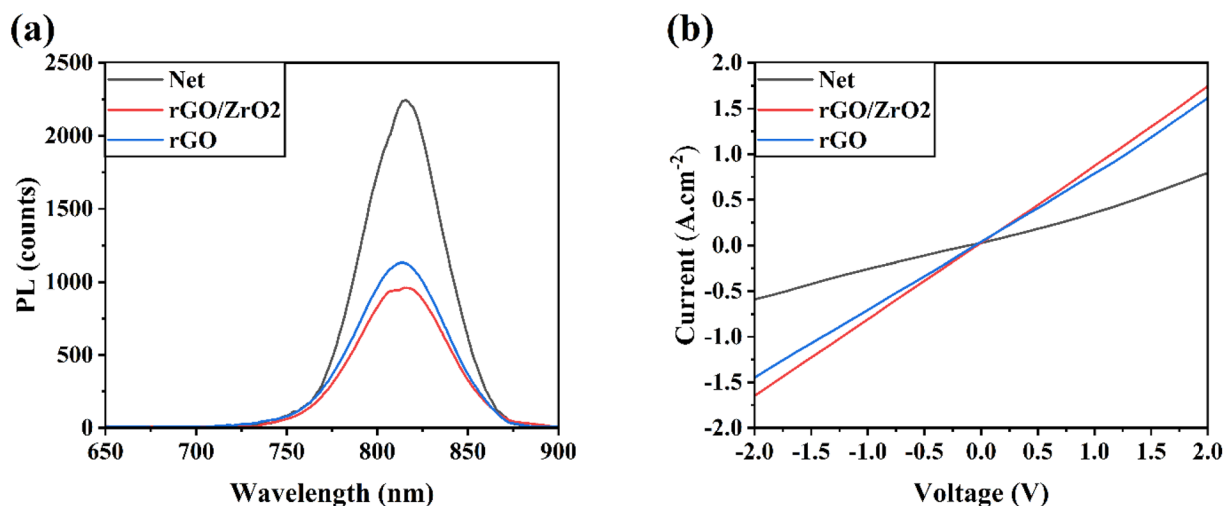 (a)
2500
2000
1500
1000
500
0
PL (counts)
Net
rGO/ZrO2
rGO
650 700 750 800 850 900
Wavelength (nm)
(b)
2.0
1.5
1.0
0.5
0.0
-0.5
-1.0
-1.5
-2.0
Current (A.cm-2)
Net
rGO/ZrO2
rGO
-2.0 -1.5 -1.0 -0.5 0.0 0.5 1.0 1.5 2.0
Voltage (V)